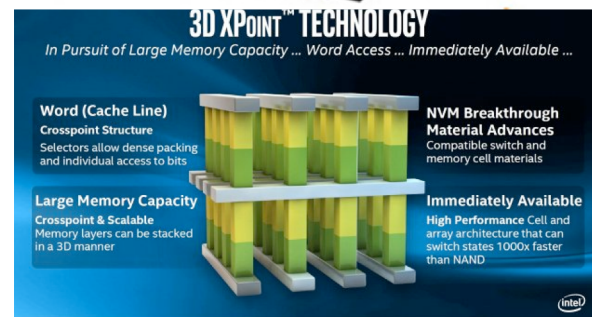 3D XPOINT™ TECHNOLOGY
In Pursuit of Large Memory Capacity ... Word Access ... Immediately Available ...
Word (Cache Line)
Crosspoint Structure
Selectors allow dense packing
and individual access to bits
Large Memory Capacity
Crosspoint & Scalable
Memory layers can be stacked
in a 3D manner
NVM Breakthrough
Material Advances
Compatible switch and
memory cell materials
Immediately Available
High Performance Cell and
array architecture that can
switch states 1000x faster
than NAND
intel